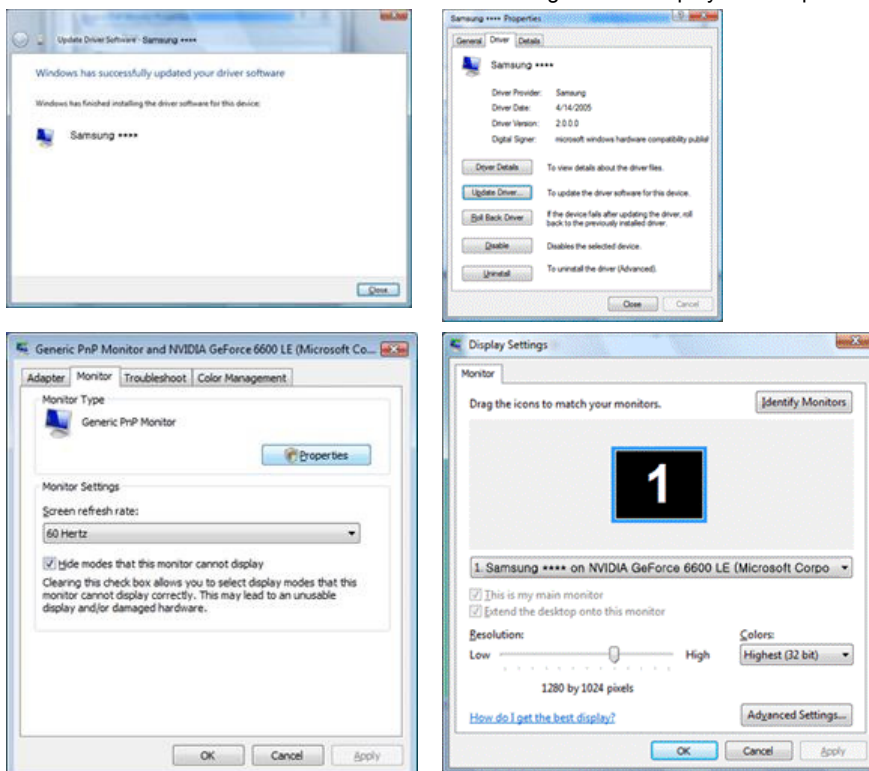 Update Driver Software - Samsung ****
Windows has successfully updated your driver software
Windows has finished installing the driver software for this device:
Samsung ****
Close
Samsung **** Properties
General Driver Details
Samsung ****
Driver Provider: Samsung
Driver Date: 4/14/2005
Driver Version: 2.0.0.0
Digital Signer: microsoft windows hardware compatibility publis
Driver Details To view details about the driver files.
Update Driver... To update the driver software for this device.
Roll Back Driver If the device fails after updating the driver, roll
back to the previously installed driver.
Disable Disables the selected device.
Uninstall To uninstall the driver (Advanced).
Close Cancel
Generic PnP Monitor and NVIDIA GeForce 6600 LE (Microsoft Co...
Adapter Monitor Troubleshoot Color Management
Monitor Type
Generic PnP Monitor
Properties
Monitor Settings
Screen refresh rate:
60 Hertz
Hide modes that this monitor cannot display
Clearing this check box allows you to select display modes that this
monitor cannot display correctly. This may lead to an unusable
display and/or damaged hardware.
OK Cancel Apply
Display Settings
Monitor
Drag the icons to match your monitors.
Identify Monitors
1
1. Samsung **** on NVIDIA GeForce 6600 LE (Microsoft Corpo
This is my main monitor
Extend the desktop onto this monitor
Resolution:
Colors:
Low High
Highest (32 bit)
1280 by 1024 pixels
How do I get the best display?
Advanced Settings...
OK Cancel Apply